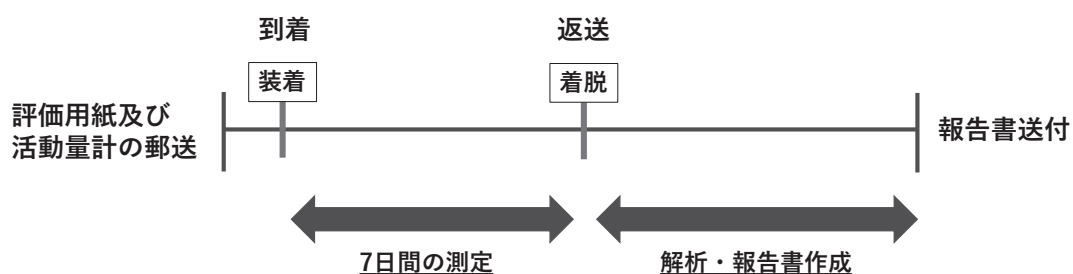 到着
返送
装着
着脱
評価用紙及び
活動量計の郵送
報告書送付
7日間の測定
解析・報告書作成